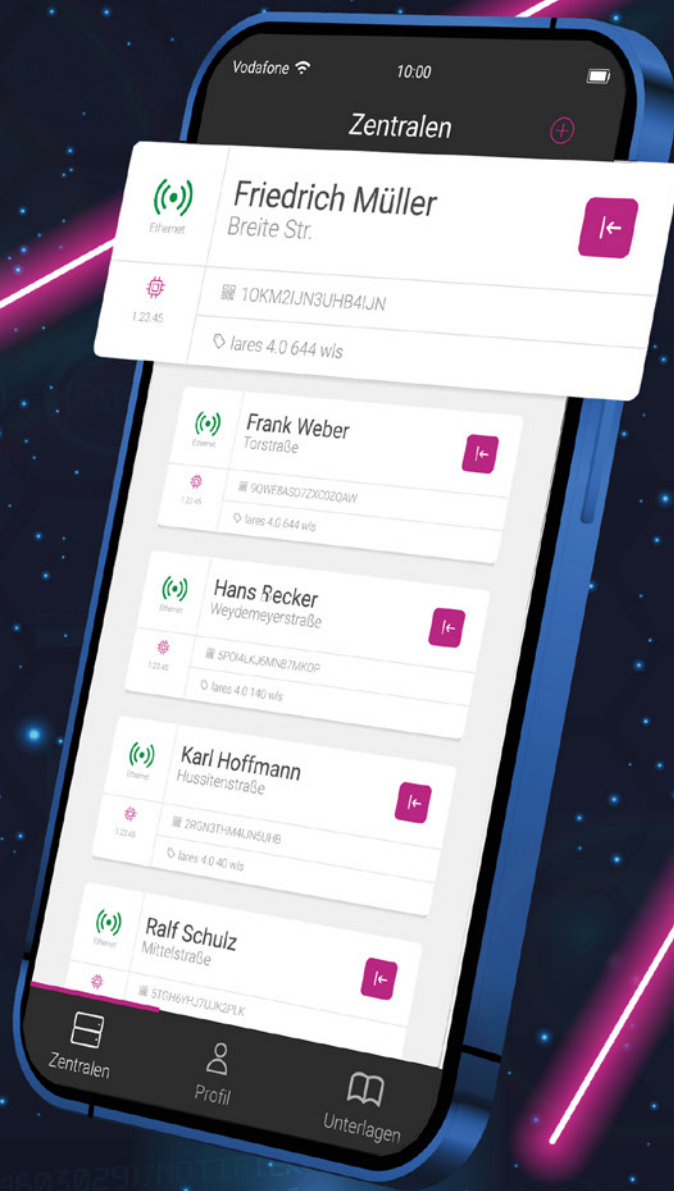 Vodafone 10:00
Zentralen
Friedrich Müller
Breite Str.
Ethernet
1.23.45
1OKM2IJN3UHB4IJN
lares 4.0 644 wls
Frank Weber
Torstraße
Ethernet
1.23.45
9QWE8ASD7ZXC0ZQAW
lares 4.0 644 wls
Hans Becker
Weydemeyerstraße
Ethernet
1.23.45
5POI4LKJ6MNB7MKOP
lares 4.0 140 wls
Karl Hoffmann
Hussitenstraße
Ethernet
1.23.45
2RGN3THM4IJN5UHB
lares 4.0 40 wls
Ralf Schulz
Mittelstraße
Ethernet
5TGH6YHJ7UJK2PLK
Zentralen
Profil
Unterlagen